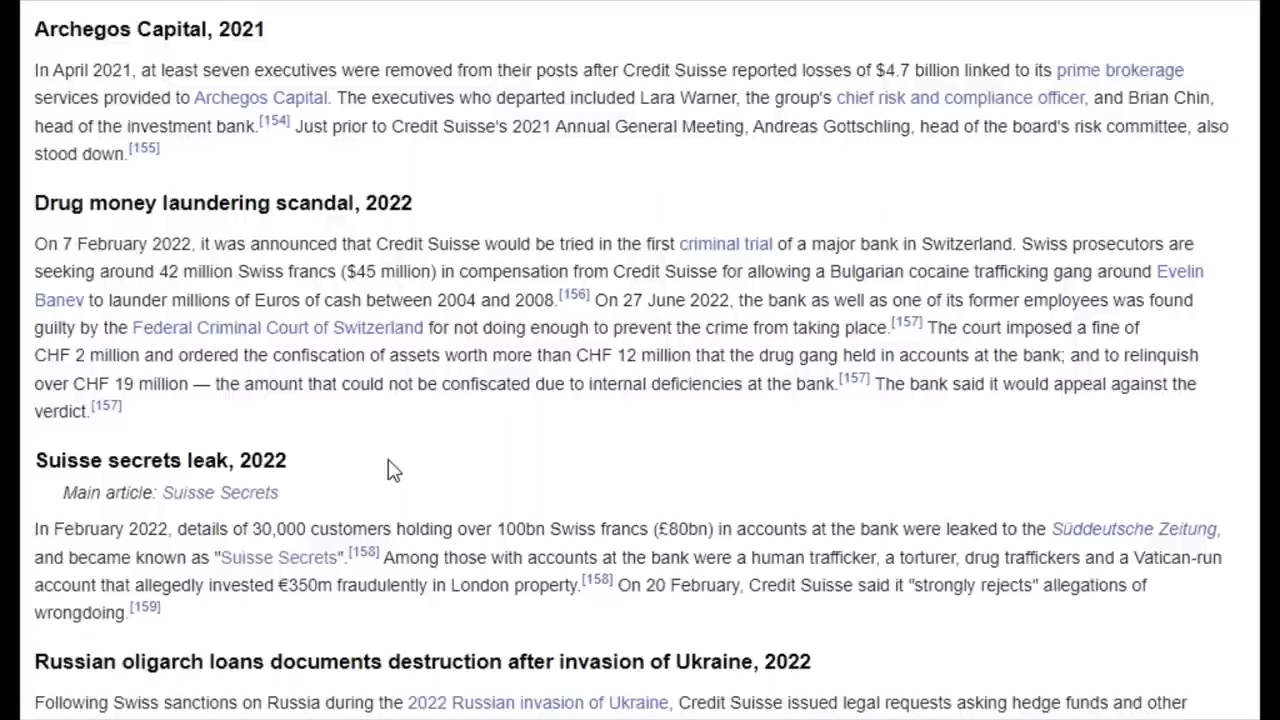 Archegos Capital, 2021
In April 2021, at least seven executives were removed from their posts after Credit Suisse reported losses of $4.7 billion linked to its prime brokerage
services provided to Archegos Capital. The executives who departed included Lara Warner, the group's chief risk and compliance officer, and Brian Chin,
head of the investment bank.[154] Just prior to Credit Suisse's 2021 Annual General Meeting, Andreas Gottschling, head of the board's risk committee, also
stood down.[155]
Drug money laundering scandal, 2022
On 7 February 2022, it was announced that Credit Suisse would be tried in the first criminal trial of a major bank in Switzerland. Swiss prosecutors are
seeking around 42 million Swiss francs ($45 million) in compensation from Credit Suisse for allowing a Bulgarian cocaine trafficking gang around Evelin
Banev to launder millions of Euros of cash between 2004 and 2008.[156] On 27 June 2022, the bank as well as one of its former employees was found
guilty by the Federal Criminal Court of Switzerland for not doing enough to prevent the crime from taking place.[157] The court imposed a fine of
CHF 2 million and ordered the confiscation of assets worth more than CHF 12 million that the drug gang held in accounts at the bank; and to relinquish
over CHF 19 million — the amount that could not be confiscated due to internal deficiencies at the bank.[157] The bank said it would appeal against the
verdict.[157]
Suisse secrets leak, 2022
Main article: Suisse Secrets
In February 2022, details of 30,000 customers holding over 100bn Swiss francs (£80bn) in accounts at the bank were leaked to the Süddeutsche Zeitung,
and became known as "Suisse Secrets".[158] Among those with accounts at the bank were a human trafficker, a torturer, drug traffickers and a Vatican-run
account that allegedly invested €350m fraudulently in London property.[158] On 20 February, Credit Suisse said it "strongly rejects" allegations of
wrongdoing.[159]
Russian oligarch loans documents destruction after invasion of Ukraine, 2022
Following Swiss sanctions on Russia during the 2022 Russian invasion of Ukraine, Credit Suisse issued legal requests asking hedge funds and other